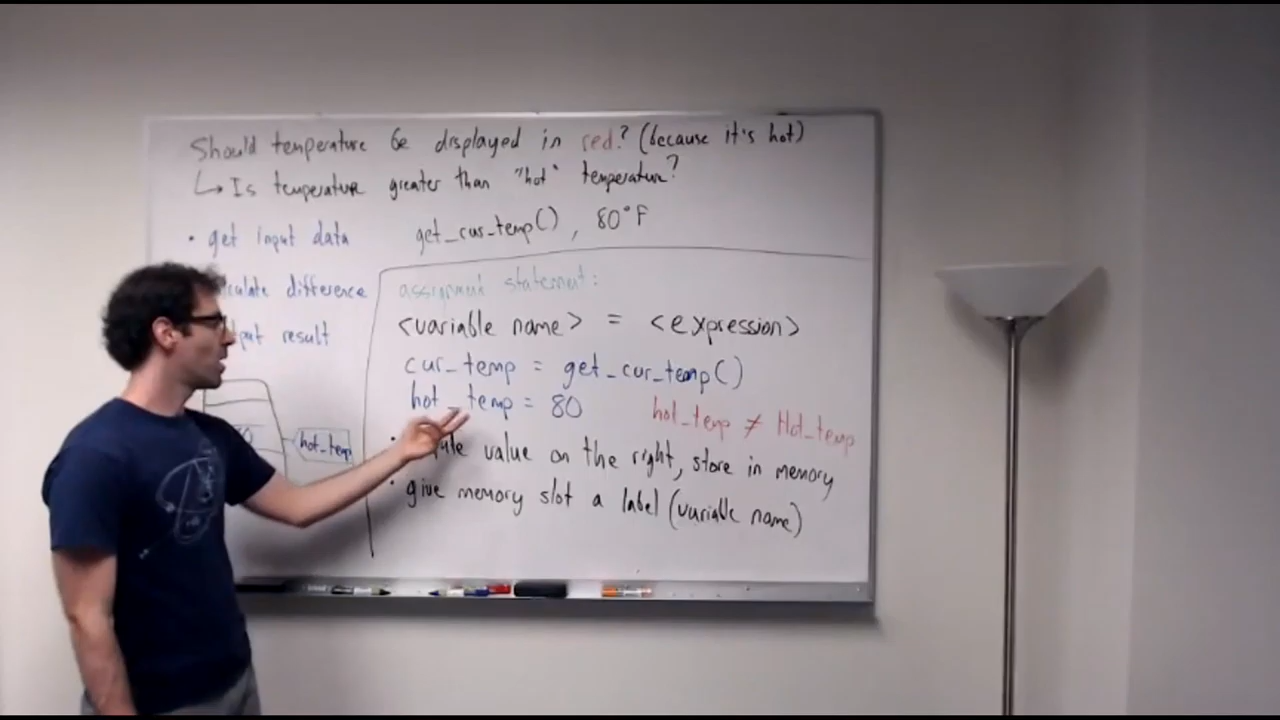 Should temperature be displayed in red? (because it's hot)
↳ Is temperature greater than "hot" temperature?
• get input data get_cur_temp(), 80°F
difference
result
assignment statement:
<variable name> = <expression>
cur_temp = get_cur_temp()
hot_temp = 80
hot_temp ≠ Hot_temp
value on the right, store in memory
• give memory slot a label (variable name)
hot_temp